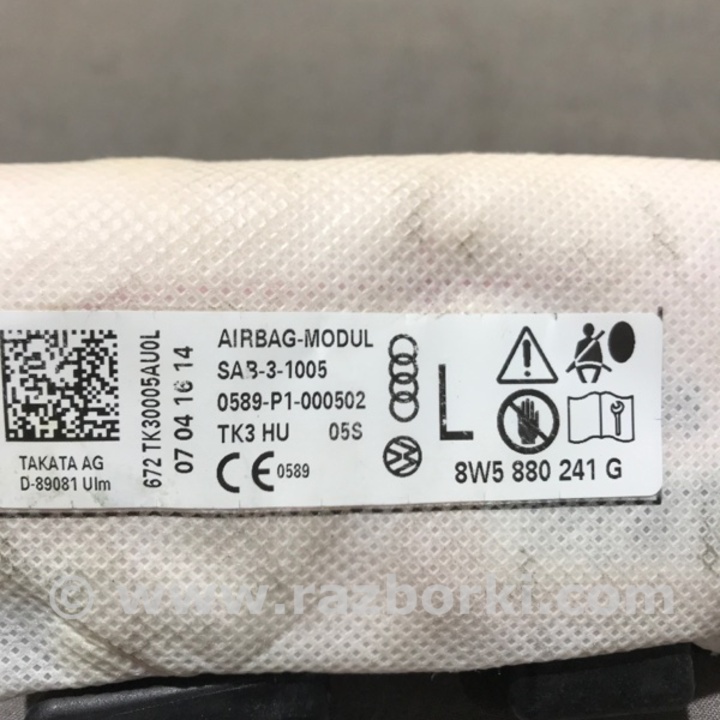 TAKATA AG
D-89081 Ulm
672 TK30005AU0L
07 04 16 14
AIRBAG-MODUL
SAB-3-1005
0589-P1-000502
TK3 HU 05S
CE 0589
L
8W5 880 241 G
© www.razborki.com